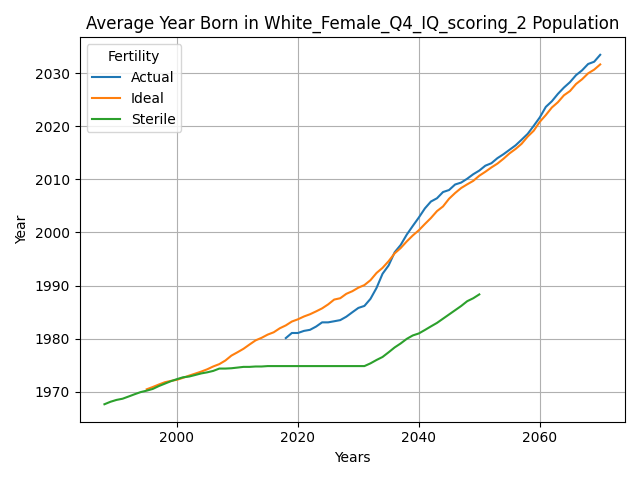 Average Year Born in White_Female_Q4_IQ_scoring_2 Population
Fertility
Actual
Ideal
Sterile
2030
2020
2010
2000
1990
1980
1970
Year
2000
2020
2040
2060
Years